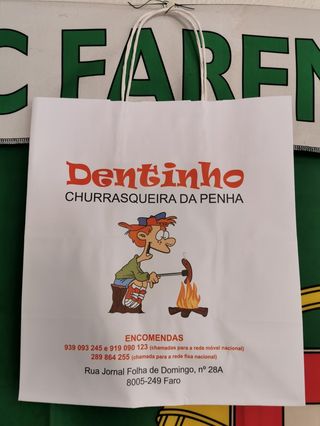 C FAREN
Dentinho
CHURRASQUEIRA DA PENHA
ENCOMENDAS
939 093 245 e 919 090 123 (chamadas para a rede móvel nacional)
289 864 255 (chamada para a rede fixa nacional)
Rua Jornal Folha de Domingo, nº 28A
8005-249 Faro